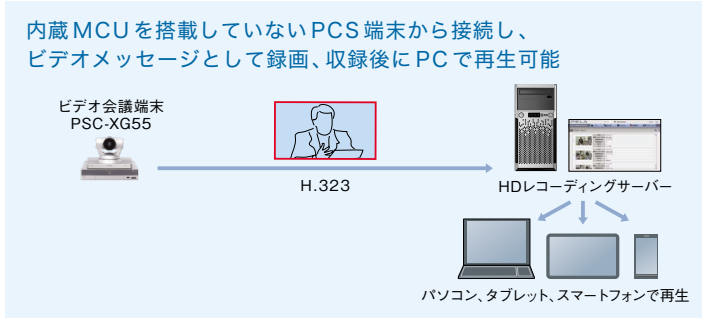 内蔵MCUを搭載していないPCS端末から接続し、
ビデオメッセージとして録画、収録後にPCで再生可能
ビデオ会議端末
PSC-XG55
H.323
HDレコーディングサーバー
パソコン、タブレット、スマートフォンで再生